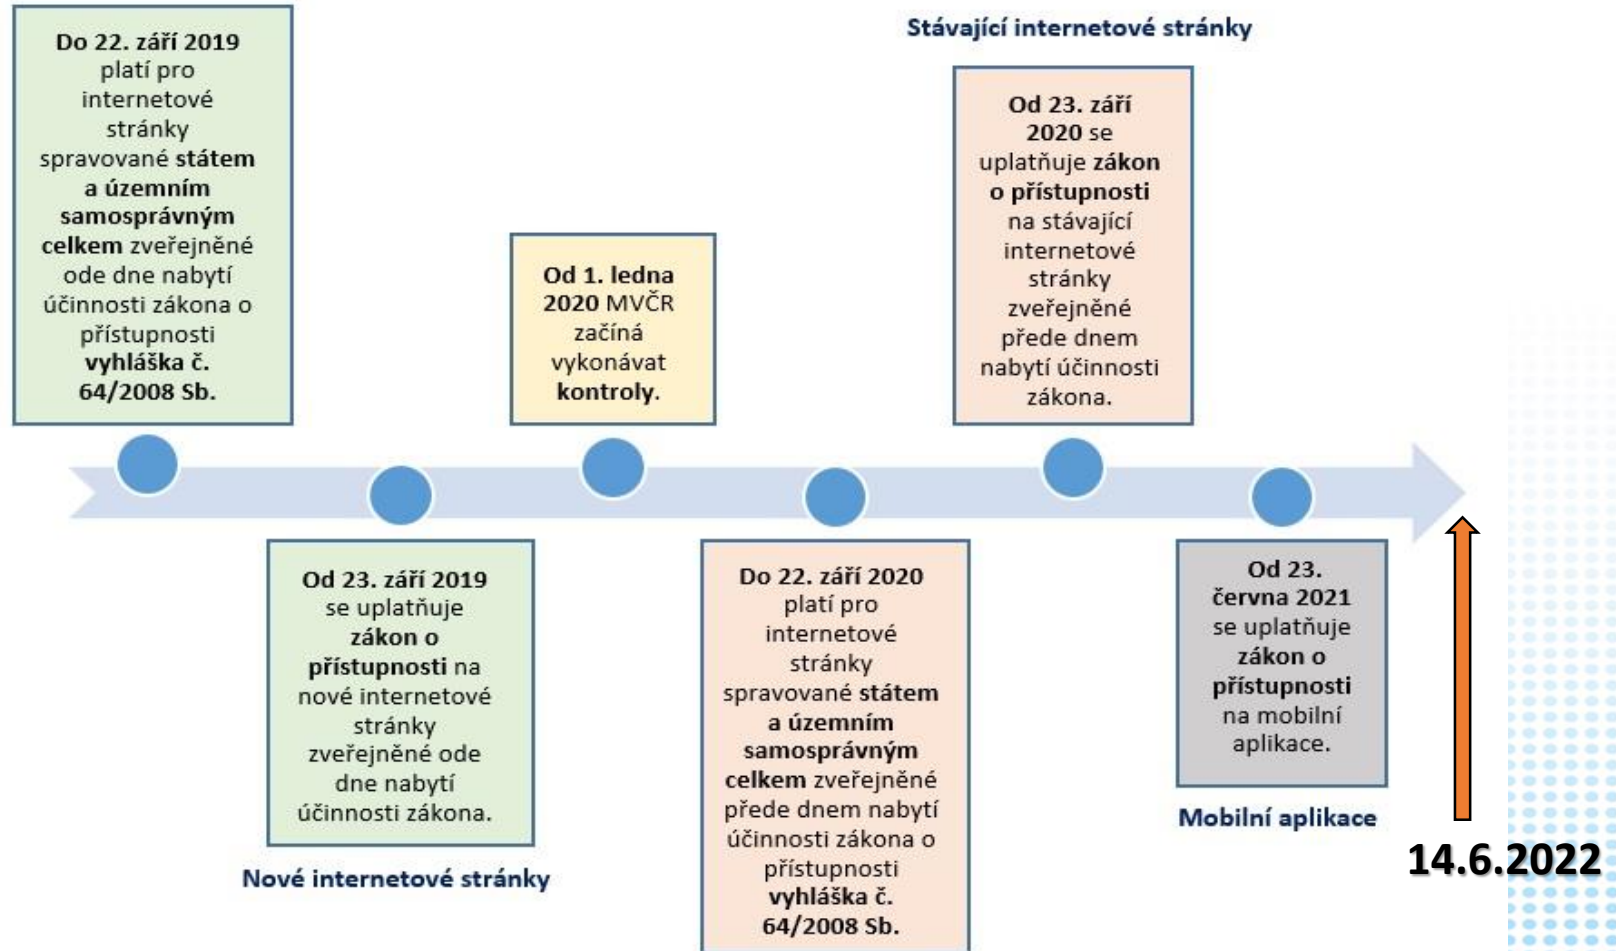 Do 22. září 2019
platí pro
internetové
stránky
spravované státem
a územním
samosprávným
celkem zveřejněné
ode dne nabytí
účinnosti zákona o
přístupnosti
vyhláška č.
64/2008 Sb.
Od 23. září 2019
se uplatňuje
zákon o
přístupnosti na
nové internetové
stránky
zveřejněné ode
dne nabytí
účinnosti zákona.
Nové internetové stránky
Od 1. ledna
2020 MVČR
začíná
vykonávat
kontroly.
Do 22. září 2020
platí pro
internetové
stránky
spravované státem
a územním
samosprávným
celkem zveřejněné
přede dnem nabytí
účinnosti zákona o
přístupnosti
vyhláška č.
64/2008 Sb.
Stávající internetové stránky
Od 23. září
2020 se
uplatňuje zákon
o přístupnosti
na stávající
internetové
stránky
zveřejněné
přede dnem
nabytí účinnosti
zákona.
Od 23.
června 2021
se uplatňuje
zákon o
přístupnosti
na mobilní
aplikace.
Mobilní aplikace
14.6.2022